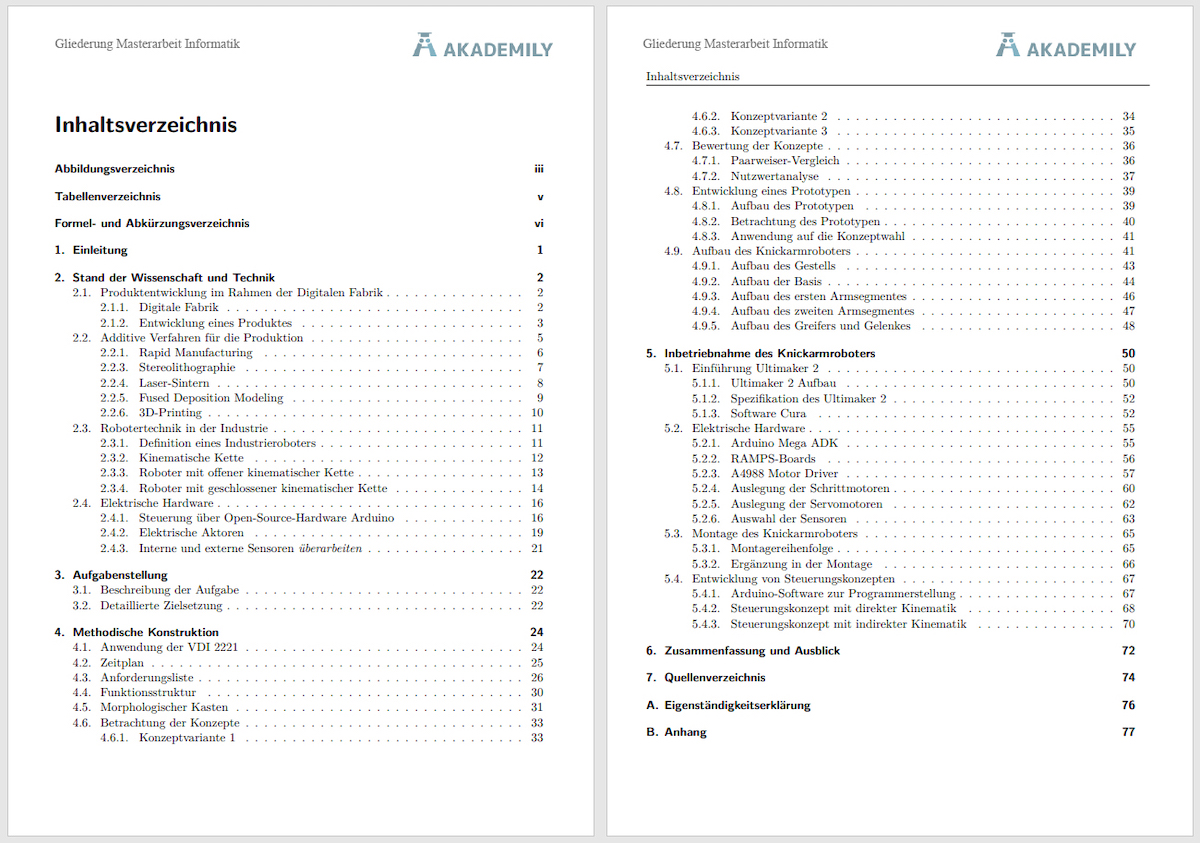 Gliederung Masterarbeit Informatik
AKADEMILY
Inhaltsverzeichnis
Abbildungsverzeichnis iii
Tabellenverzeichnis v
Formel- und Abkürzungsverzeichnis vi
1. Einleitung 1
2. Stand der Wissenschaft und Technik 2
2.1. Produktentwicklung im Rahmen der Digitalen Fabrik . . . . . . . . . . . . . . . 2
2.1.1. Digitale Fabrik . . . . . . . . . . . . . . . 2
2.1.2. Entwicklung eines Produktes . . . . . . . . . . . . . . . 3
2.2. Additive Verfahren für die Produktion . . . . . . . . . . . . . . . 5
2.2.1. Rapid Manufacturing . . . . . . . . . . . . . . . 6
2.2.3. Stereolithographie . . . . . . . . . . . . . . . 7
2.2.4. Laser-Sintern . . . . . . . . . . . . . . . 8
2.2.5. Fused Deposition Modeling . . . . . . . . . . . . . . . 9
2.2.6. 3D-Printing . . . . . . . . . . . . . . . 10
2.3. Robotertechnik in der Industrie . . . . . . . . . . . . . . . 11
2.3.1. Definition eines Industrieroboters . . . . . . . . . . . . . . . 11
2.3.2. Kinematische Kette . . . . . . . . . . . . . . . 12
2.3.3. Roboter mit offener kinematischer Kette . . . . . . . . . . . . . . . 13
2.3.4. Roboter mit geschlossener kinematischer Kette . . . . . . . . . . . . . . . 14
2.4. Elektrische Hardware . . . . . . . . . . . . . . . 16
2.4.1. Steuerung über Open-Source-Hardware Arduino . . . . . . . . . . . . . . . 16
2.4.2. Elektrische Aktoren . . . . . . . . . . . . . . . 19
2.4.3. Interne und externe Sensoren überarbeiten . . . . . . . . . . . . . . . 21
3. Aufgabenstellung 22
3.1. Beschreibung der Aufgabe . . . . . . . . . . . . . . . 22
3.2. Detaillierte Zielsetzung . . . . . . . . . . . . . . . 22
4. Methodische Konstruktion 24
4.1. Anwendung der VDI 2221 . . . . . . . . . . . . . . . 24
4.2. Zeitplan . . . . . . . . . . . . . . . 25
4.3. Anforderungsliste . . . . . . . . . . . . . . . 26
4.4. Funktionsstruktur . . . . . . . . . . . . . . . 30
4.5. Morphologischer Kasten . . . . . . . . . . . . . . . 31
4.6. Betrachtung der Konzepte . . . . . . . . . . . . . . . 33
4.6.1. Konzeptvariante 1 . . . . . . . . . . . . . . . 33
Gliederung Masterarbeit Informatik
AKADEMILY
Inhaltsverzeichnis
4.6.2. Konzeptvariante 2 . . . . . . . . . . . . . . . 34
4.6.3. Konzeptvariante 3 . . . . . . . . . . . . . . . 35
4.7. Bewertung der Konzepte . . . . . . . . . . . . . . . 36
4.7.1. Paarweiser-Vergleich . . . . . . . . . . . . . . . 36
4.7.2. Nutzwertanalyse . . . . . . . . . . . . . . . 37
4.8. Entwicklung eines Prototypen . . . . . . . . . . . . . . . 39
4.8.1. Aufbau des Prototypen . . . . . . . . . . . . . . . 39
4.8.2. Betrachtung des Prototypen . . . . . . . . . . . . . . . 40
4.8.3. Anwendung auf die Konzeptwahl . . . . . . . . . . . . . . . 41
4.9. Aufbau des Knickarmroboters . . . . . . . . . . . . . . . 41
4.9.1. Aufbau des Gestells . . . . . . . . . . . . . . . 43
4.9.2. Aufbau der Basis . . . . . . . . . . . . . . . 44
4.9.3. Aufbau des ersten Armsegmentes . . . . . . . . . . . . . . . 46
4.9.4. Aufbau des zweiten Armsegmentes . . . . . . . . . . . . . . . 47
4.9.5. Aufbau des Greifers und Gelenkes . . . . . . . . . . . . . . . 48
5. Inbetriebnahme des Knickarmroboters 50
5.1. Einführung Ultimaker 2 . . . . . . . . . . . . . . . 50
5.1.1. Ultimaker 2 Aufbau . . . . . . . . . . . . . . . 50
5.1.2. Spezifikation des Ultimaker 2 . . . . . . . . . . . . . . . 52
5.1.3. Software Cura . . . . . . . . . . . . . . . 52
5.2. Elektrische Hardware . . . . . . . . . . . . . . . 55
5.2.1. Arduino Mega ADK . . . . . . . . . . . . . . . 55
5.2.2. RAMPS-Boards . . . . . . . . . . . . . . . 56
5.2.3. A4988 Motor Driver . . . . . . . . . . . . . . . 57
5.2.4. Auslegung der Schrittmotoren . . . . . . . . . . . . . . . 60
5.2.5. Auslegung der Servomotoren . . . . . . . . . . . . . . . 62
5.2.6. Auswahl der Sensoren . . . . . . . . . . . . . . . 63
5.3. Montage des Knickarmroboters . . . . . . . . . . . . . . . 65
5.3.1. Montagereihenfolge . . . . . . . . . . . . . . . 65
5.3.2. Ergänzung in der Montage . . . . . . . . . . . . . . . 66
5.4. Entwicklung von Steuerungskonzepten . . . . . . . . . . . . . . . 67
5.4.1. Arduino-Software zur Programmerstellung . . . . . . . . . . . . . . . 67
5.4.2. Steuerungskonzept mit direkter Kinematik . . . . . . . . . . . . . . . 68
5.4.3. Steuerungskonzept mit indirekter Kinematik . . . . . . . . . . . . . . . 70
6. Zusammenfassung und Ausblick 72
7. Quellenverzeichnis 74
A. Eigenständigkeitserklärung 76
B. Anhang 77